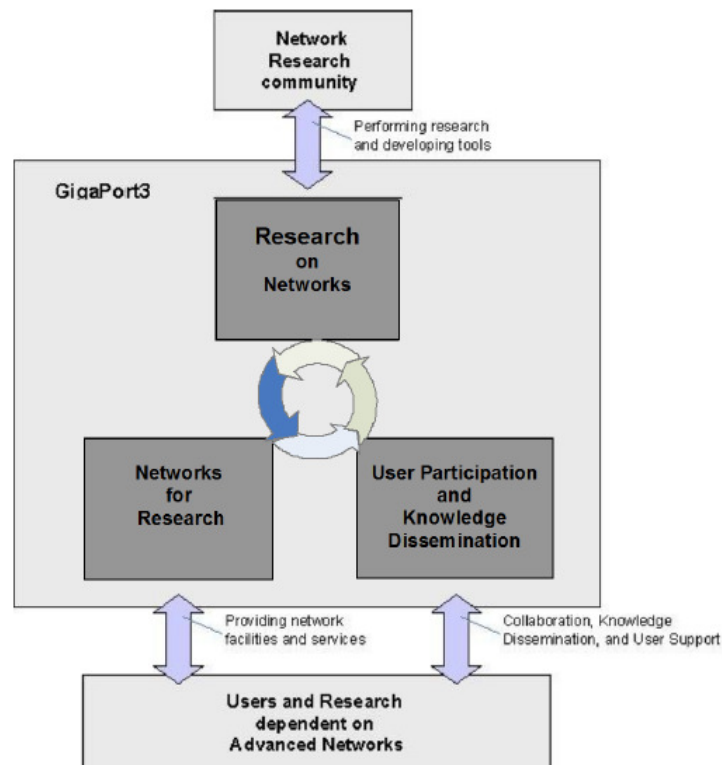 Network
Research
community
Performing research
and developing tools
GigaPort3
Research
on
Networks
Networks
for
Research
User Participation
and
Knowledge
Dissemination
Providing network
facilities and services
Collaboration, Knowledge
Dissemination, and User Support
Users and Research
dependent on
Advanced Networks